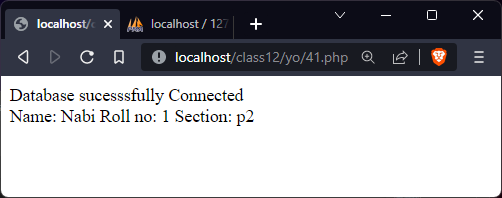 localhost/c
localhost / 127
localhost/class12/yo/41.php
Database sucesssfully Connected
Name: Nabi Roll no: 1 Section: p2